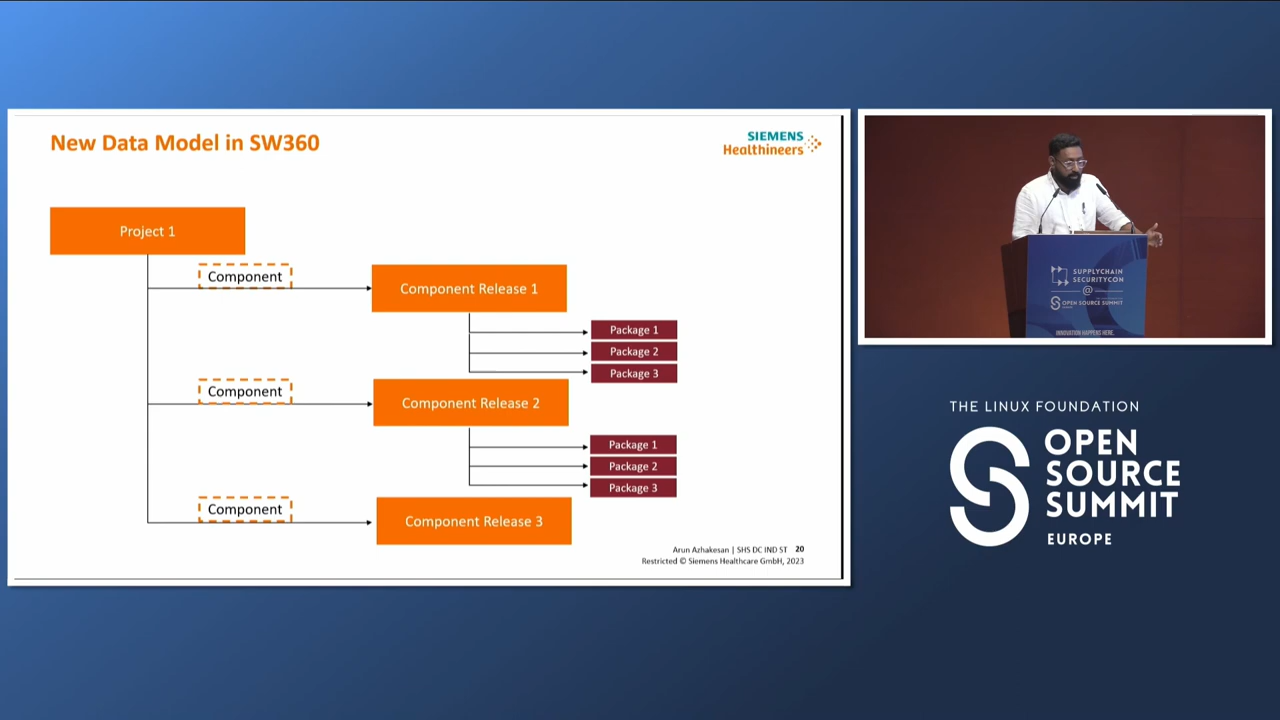 New Data Model in SW360
SIEMENS
Healthineers
Project 1
Component
Component Release 1
Package 1
Package 2
Package 3
Component
Component Release 2
Package 1
Package 2
Package 3
Component
Component Release 3
Arun Azhakesan | SHS DC IND ST 20
Restricted © Siemens Healthcare GmbH, 2023
SUPPLYCHAIN
SECURITYCON
@
OPEN SOURCE SUMMIT
INNOVATION HAPPENS HERE.
THE LINUX FOUNDATION
OPEN
SOURCE
SUMMIT
EUROPE